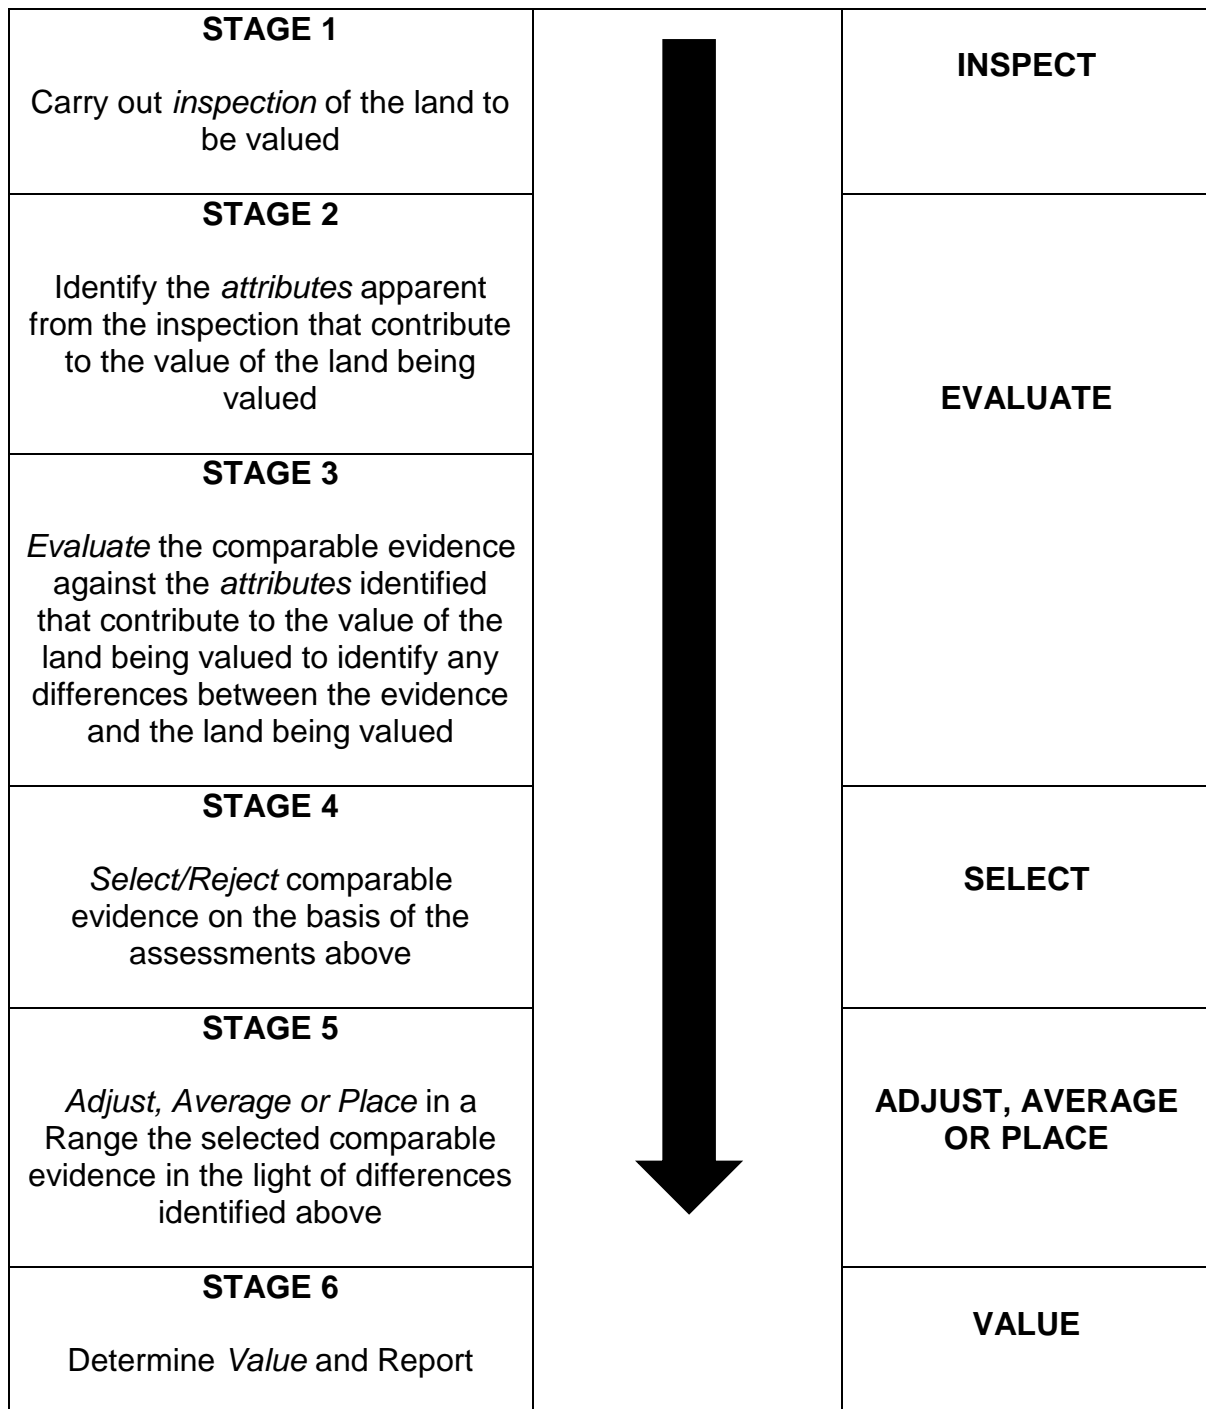 STAGE 1
Carry out inspection of the land to
be valued
INSPECT
STAGE 2
Identify the attributes apparent
from the inspection that contribute
to the value of the land being
valued
EVALUATE
STAGE 3
Evaluate the comparable evidence
against the attributes identified
that contribute to the value of the
land being valued to identify any
differences between the evidence
and the land being valued
STAGE 4
Select/Reject comparable
evidence on the basis of the
assessments above
SELECT
STAGE 5
Adjust, Average or Place in a
Range the selected comparable
evidence in the light of differences
identified above
ADJUST, AVERAGE
OR PLACE
STAGE 6
Determine Value and Report
VALUE